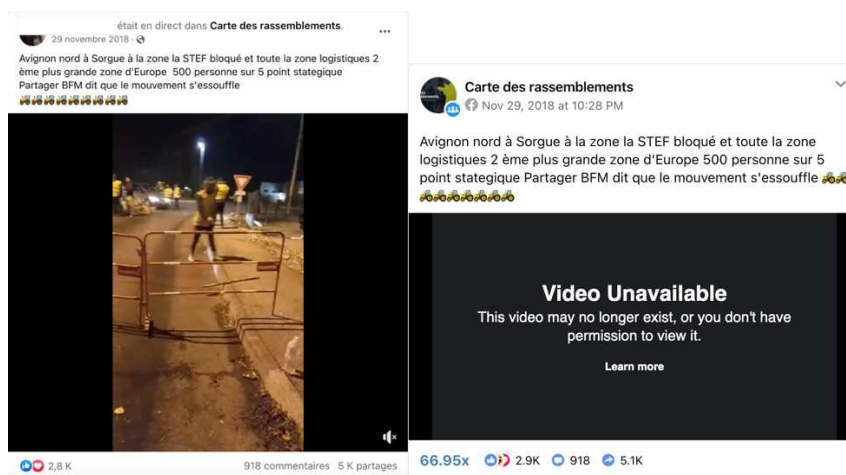 était en direct dans Carte des rassemblements.
29 novembre 2018 ·
Avignon nord à Sorgue à la zone la STEF bloqué et toute la zone logistiques 2
ème plus grande zone d'Europe 500 personne sur 5 point stategique
Partager BFM dit que le mouvement s'essouffle
2,8 K
918 commentaires 5 K partages
Carte des rassemblements
Nov 29, 2018 at 10:28 PM
Avignon nord à Sorgue à la zone la STEF bloqué et toute la zone
logistiques 2 ème plus grande zone d'Europe 500 personne sur 5
point stategique Partager BFM dit que le mouvement s'essouffle
Video Unavailable
This video may no longer exist, or you don't have
permission to view it.
Learn more
66.95x 2.9K 918 5.1K